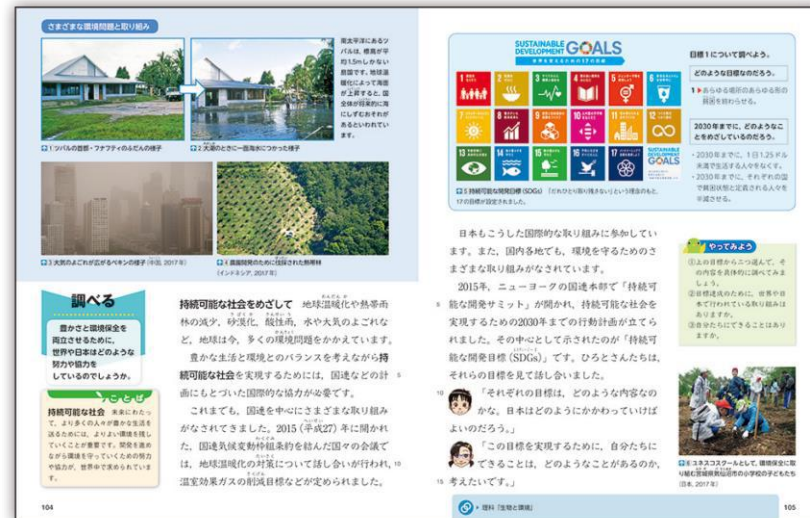 さまざまな環境問題と取り組み
南太平洋にあるツ
バルは、標高が平
均1.5mしかない
島国です。地球温
暖化によって海面
が上昇すると、国
全体が将来的に海
にしずむおそれが
あるといわれてい
ます。
1 ツバルの首都・フナフティのふだんの様子
2 大潮のときに一面海水につかった様子
3 大気のよごれが広がるペキンの様子(中国、2017年)
4 農園開発のために伐採された熱帯林
(インドネシア、2017年)
調べる
豊かさと環境保全を
両立させるために、
世界や日本はどのような
努力や協力を
しているのでしょうか。
ことば
持続可能な社会 未来にわたっ
て、より多くの人々が豊かな生活を
送るためには、よりよい環境を残し
ていくことが重要です。開発を進め
ながら環境を守っていくための努力
や協力が、世界中で求められていま
す。
持続可能な社会をめざして 地球温暖化や熱帯雨
林の減少、砂漠化、酸性雨、水や大気のよごれな
ど、地球は今、多くの環境問題をかかえています。
豊かな生活と環境とのバランスを考えながら持
続可能な社会を実現するためには、国連などの計 5
画にもとづいた国際的な協力が必要です。
これまでも、国連を中心にさまざまな取り組み
がなされてきました。2015(平成27)年に開かれ
た、国連気候変動枠組条約を結んだ国々の会議で
は、地球温暖化の対策について話し合いが行われ、10
温室効果ガスの削減目標などが定められました。
104
SUSTAINABLE
DEVELOPMENT GOALS
世界を変えるための17の目標
1 2 3 4 5 6
7 8 9 10 11 12
13 14 15 16 17
SUSTAINABLE
DEVELOPMENT
GOALS
5 持続可能な開発目標(SDGs) 「だれひとり取り残さない」という理念のもと、
17の目標が設定されました。
目標1について調べよう。
どのような目標なのだろう。
1 ▶ あらゆる場所のあらゆる形の
貧困を終わらせる。
2030年までに、どのようなこ
とをめざしているのだろう。
・2030年までに、1日1.25ドル
未満で生活する人々をなくす。
・2030年までに、それぞれの国
で貧困状態と定義される人々を
半減させる。
日本もこうした国際的な取り組みに参加してい
ます。また、国内各地でも、環境を守るためのさ
まざまな取り組みがなされています。
2015年、ニューヨークの国連本部で「持続可
5 能な開発サミット」が開かれ、持続可能な社会を
実現するための2030年までの行動計画が立てら
れました。その中心として示されたのが「持続可
能な開発目標(SDGs)」です。ひろとさんたちは、
それらの目標を見て話し合いました。
10 「それぞれの目標は、どのような内容なの
かな。日本はどのようにかかわっていけば
よいのだろう。」
「この目標を実現するために、自分たちに
できることは、どのようなことがあるのか、
15 考えたいです。」
やってみよう
①上の目標から二つ選んで、そ
の内容を具体的に調べてみま
しょう。
②目標達成のために、世界や日
本で行われている取り組みは
ありますか。
③自分たちにできることはあり
ますか。
6 ユネスコスクールとして、環境保全に取
り組む宮城県気仙沼市の小学校の子どもたち
(日本、2017年)
理科「生物と環境」
105